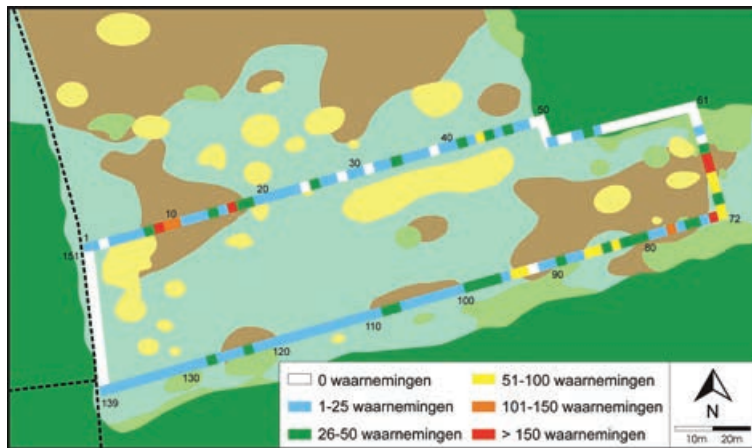 61
50
40
30
20
10
1
151
72
80
90
100
110
120
130
139
0 waarnemingen
1-25 waarnemingen
26-50 waarnemingen
51-100 waarnemingen
101-150 waarnemingen
> 150 waarnemingen
N
10m 20m